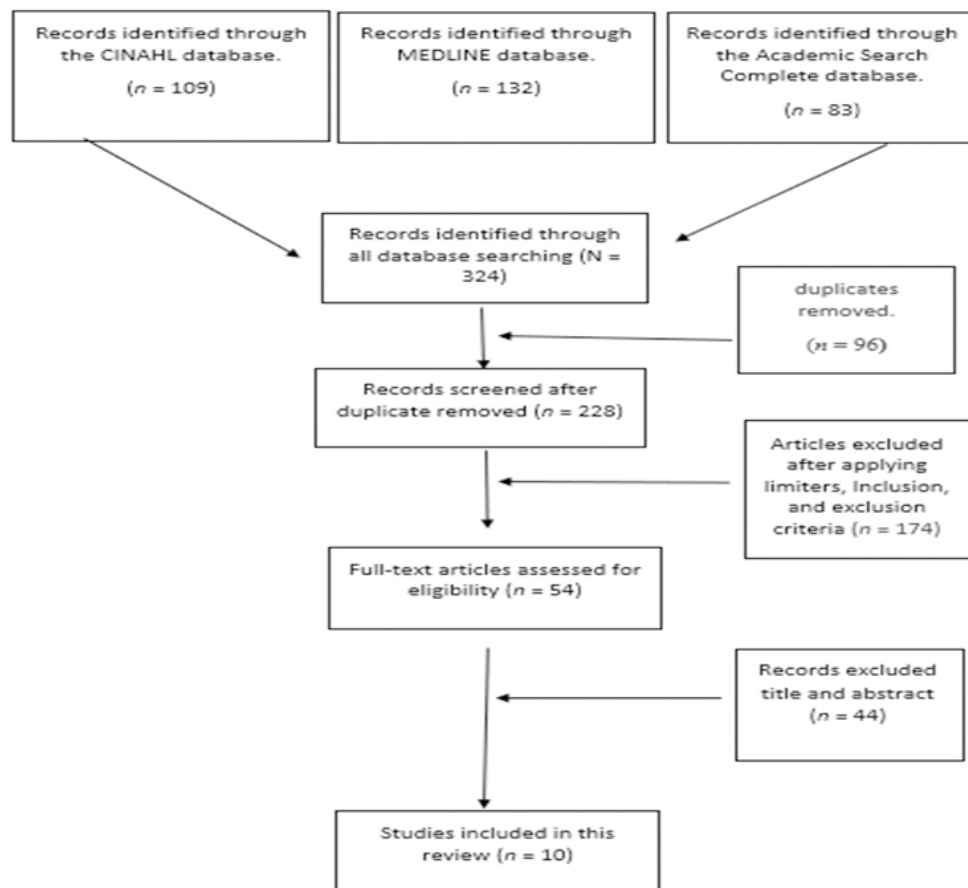 Records identified through
the CINAHL database.
(n = 109)
Records identified through
MEDLINE database.
(n = 132)
Records identified through
the Academic Search
Complete database.
(n = 83)
Records identified through
all database searching (N =
324)
duplicates
removed.
(n = 96)
Records screened after
duplicate removed (n = 228)
Articles excluded
after applying
limiters, Inclusion,
and exclusion
criteria (n = 174)
Full-text articles assessed for
eligibility (n = 54)
Records excluded
title and abstract
(n = 44)
Studies included in this
review (n = 10)